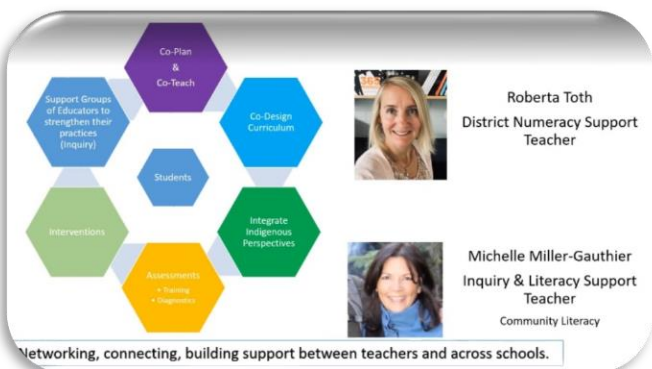 Co-Plan
&
Co-Teach
Support Groups
of Educators to
strengthen their
practices
(Inquiry)
Co-Design
Curriculum
Students
Interventions
Integrate
Indigenous
Perspectives
Assessments
• Training
• Diagnostics
Roberta Toth
District Numeracy Support
Teacher
Michelle Miller-Gauthier
Inquiry & Literacy Support
Teacher
Community Literacy
Networking, connecting, building support between teachers and across schools.